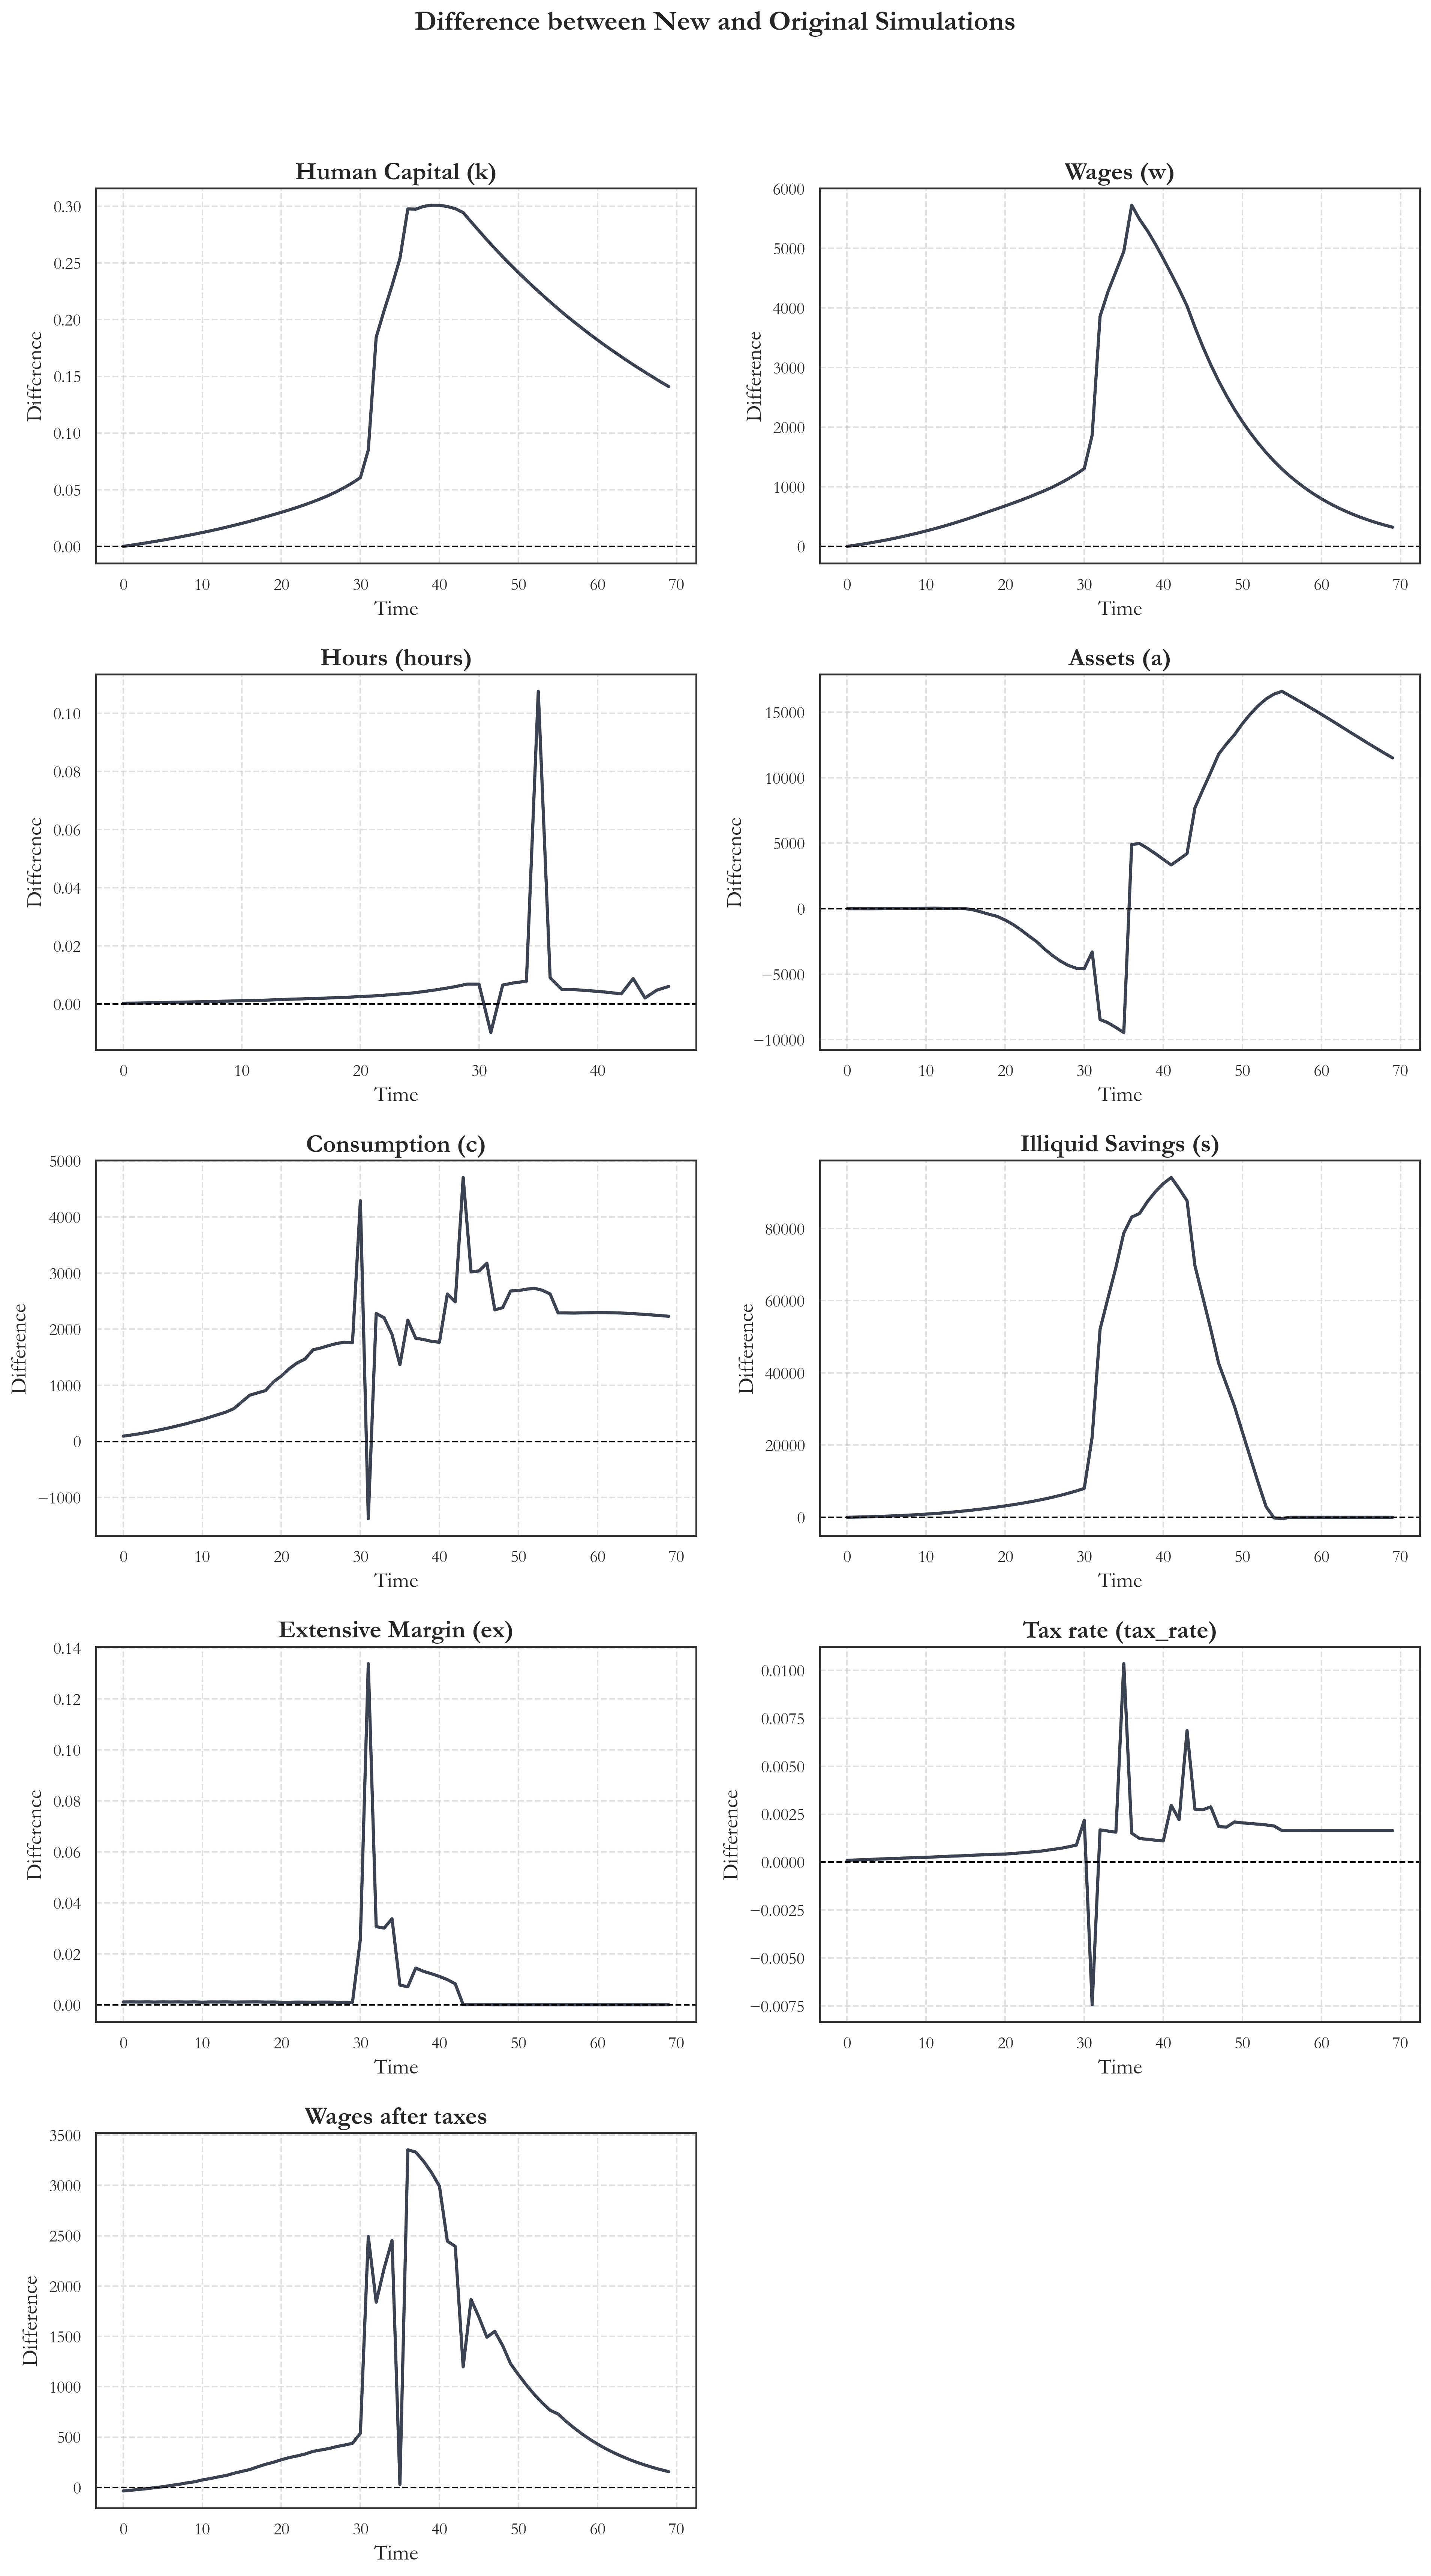 Difference between New and Original Simulations
Human Capital (k)
Difference
0.30
0.25
0.20
0.15
0.10
0.05
0.00
0 10 20 30 40 50 60 70
Time
Wages (w)
Difference
6000
5000
4000
3000
2000
1000
0
0 10 20 30 40 50 60 70
Time
Hours (hours)
Difference
0.10
0.08
0.06
0.04
0.02
0.00
0 10 20 30 40
Time
Assets (a)
Difference
15000
10000
5000
0
−5000
−10000
0 10 20 30 40 50 60 70
Time
Consumption (c)
Difference
5000
4000
3000
2000
1000
0
−1000
0 10 20 30 40 50 60 70
Time
Illiquid Savings (s)
Difference
80000
60000
40000
20000
0
0 10 20 30 40 50 60 70
Time
Extensive Margin (ex)
Difference
0.14
0.12
0.10
0.08
0.06
0.04
0.02
0.00
0 10 20 30 40 50 60 70
Time
Tax rate (tax_rate)
Difference
0.0100
0.0075
0.0050
0.0025
0.0000
−0.0025
−0.0050
−0.0075
0 10 20 30 40 50 60 70
Time
Wages after taxes
Difference
3500
3000
2500
2000
1500
1000
500
0
0 10 20 30 40 50 60 70
Time